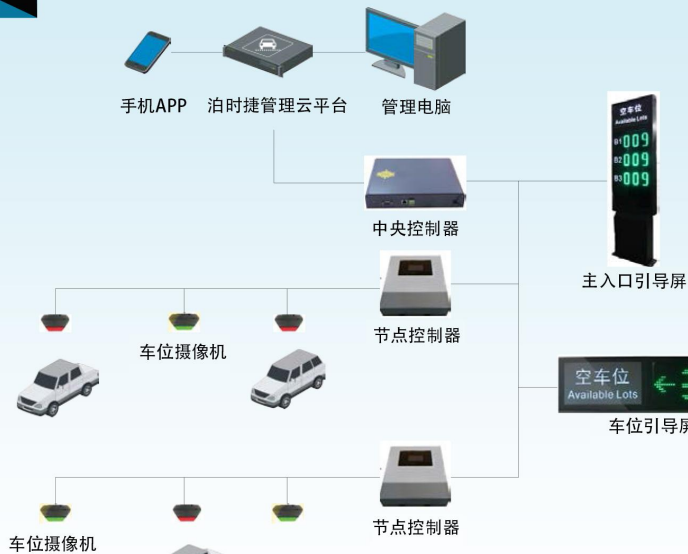 手机APP
泊时捷管理云平台
管理电脑
空车位
Available Lots
B1 009
B2 009
B3 009
中央控制器
主入口引导屏
节点控制器
车位摄像机
空车位
Available Lots
车位引导屏
节点控制器
车位摄像机